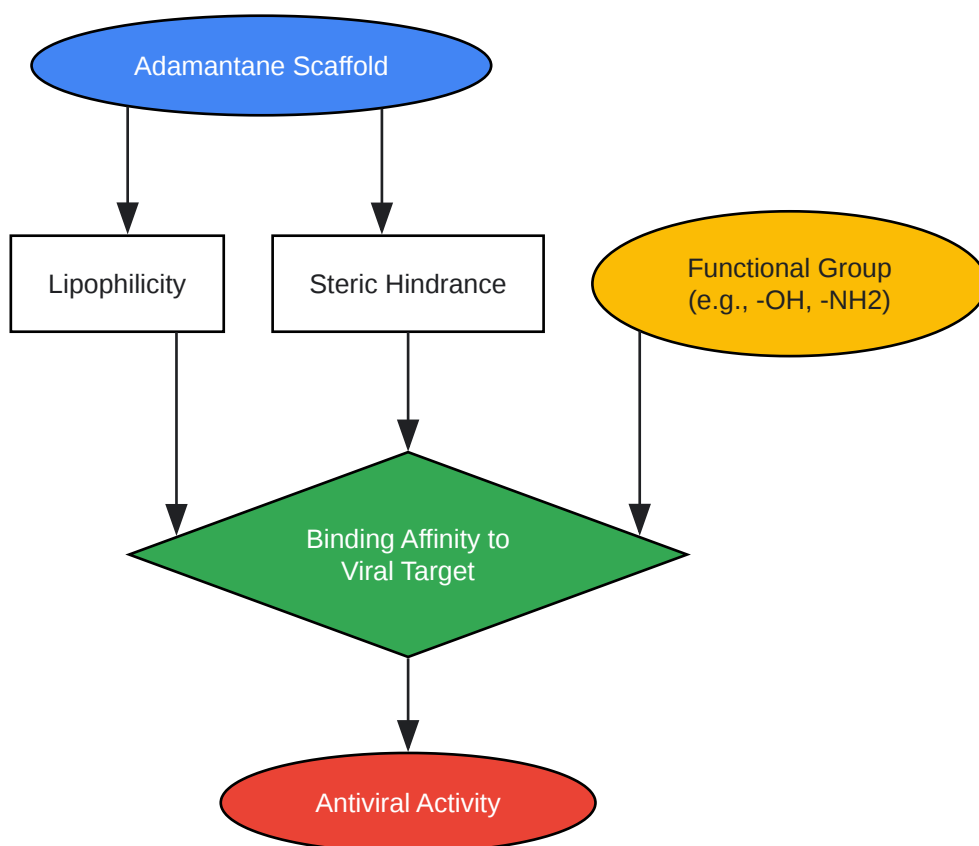 Adamantane Scaffold
Lipophilicity
Steric Hindrance
Functional Group
(e.g., -OH, -NH2)
Binding Affinity to
Viral Target
Antiviral Activity